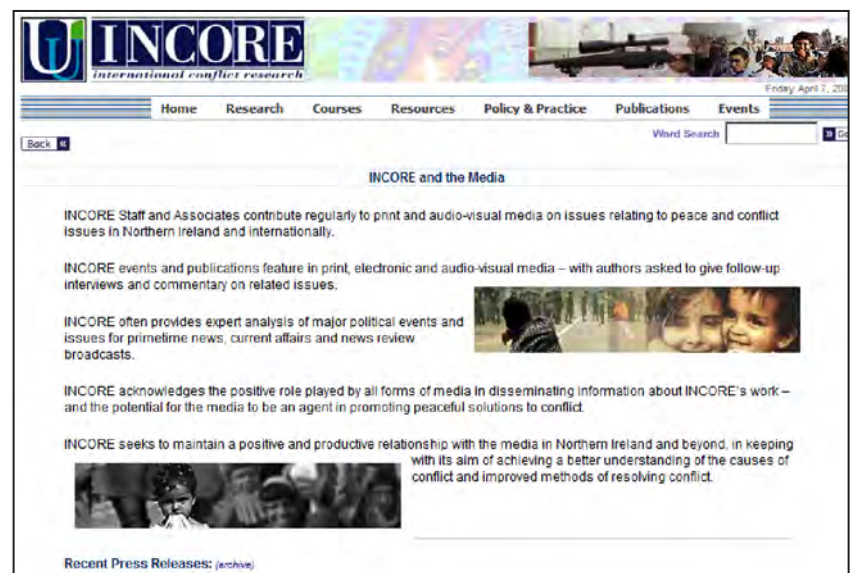 INCORE
international conflict research
Friday, April 7, 200
Home Research Courses Resources Policy & Practice Publications Events
Back «
Word Search » Go
INCORE and the Media
INCORE Staff and Associates contribute regularly to print and audio-visual media on issues relating to peace and conflict
issues in Northern Ireland and internationally.
INCORE events and publications feature in print, electronic and audio-visual media – with authors asked to give follow-up
interviews and commentary on related issues.
INCORE often provides expert analysis of major political events and
issues for primetime news, current affairs and news review
broadcasts.
INCORE acknowledges the positive role played by all forms of media in disseminating information about INCORE's work –
and the potential for the media to be an agent in promoting peaceful solutions to conflict.
INCORE seeks to maintain a positive and productive relationship with the media in Northern Ireland and beyond, in keeping
with its aim of achieving a better understanding of the causes of
conflict and improved methods of resolving conflict.
Recent Press Releases: (archive)